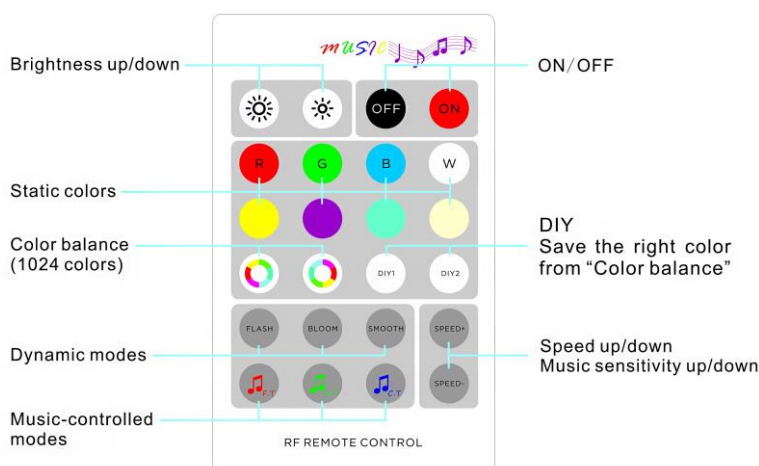 MUSIC
Brightness up/down
ON/OFF
OFF
ON
R
G
B
W
Static colors
Color balance
(1024 colors)
DIY
Save the right color
from “Color balance”
DIY1
DIY2
FLASH
BLOOM
SMOOTH
SPEED+
Dynamic modes
Speed up/down
Music sensitivity up/down
F.T
C.T
SPEED-
Music-controlled
modes
RF REMOTE CONTROL